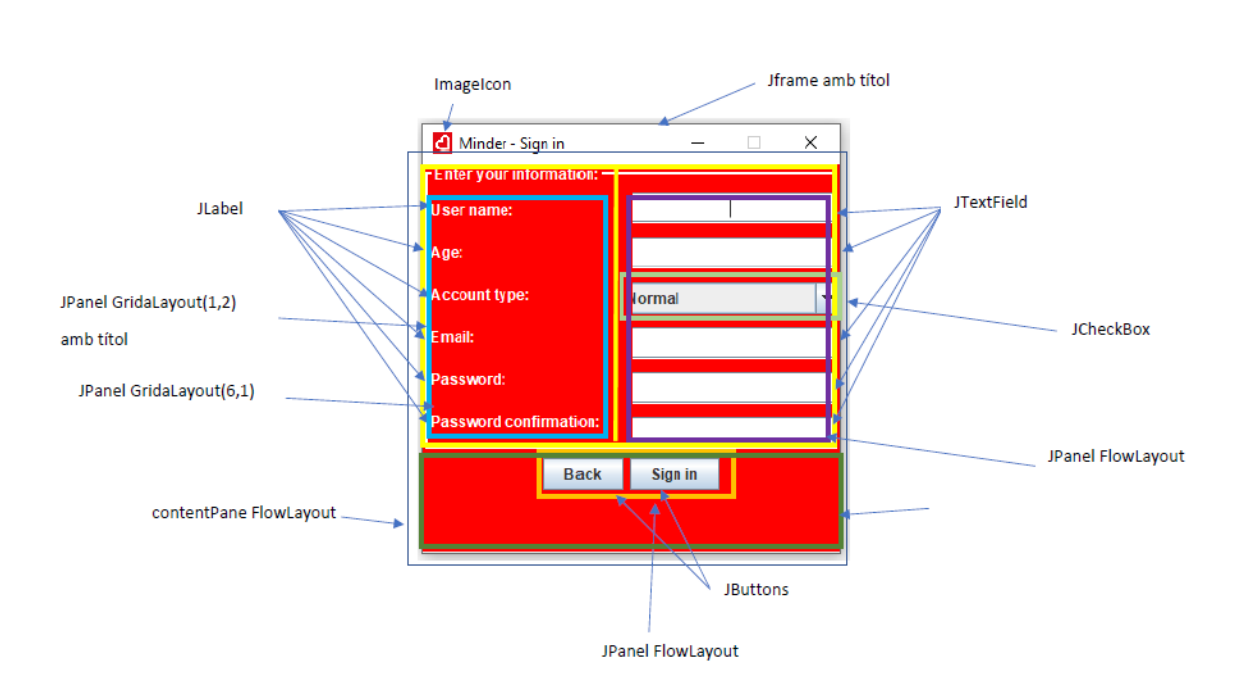 ImageIcon
Jframe amb títol
Minder - Sign in
Enter your information:
JLabel
User name:
JTextField
Age:
JPanel GridaLayout(1,2)
amb títol
Account type:
Normal
JCheckBox
Email:
JPanel GridaLayout(6,1)
Password:
Password confirmation:
JPanel FlowLayout
Back
Sign in
contentPane FlowLayout
JButtons
JPanel FlowLayout